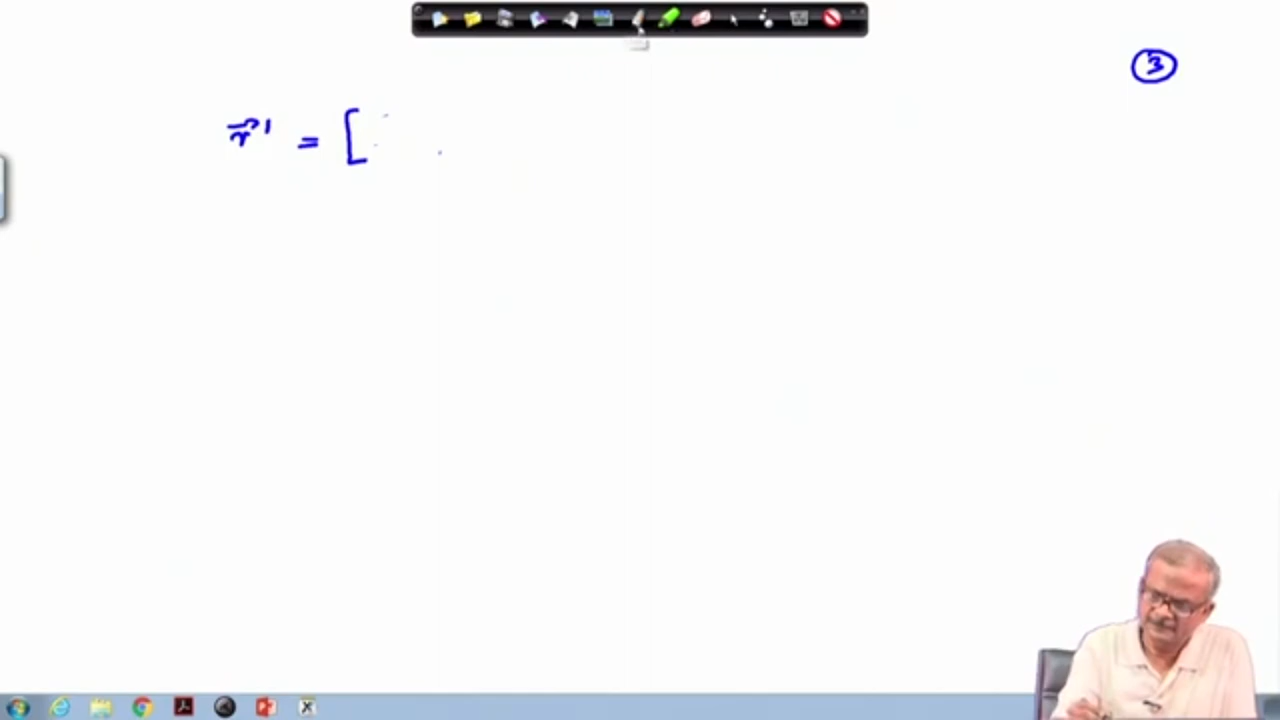 ③
r⃗' = [